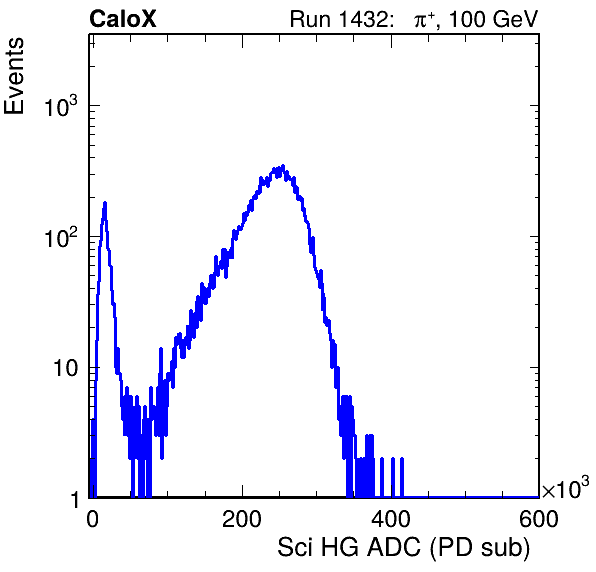 CaloX Run 1432: π⁺, 100 GeV
Events
10³
10²
10
1
0 200 400 600 ×10³
Sci HG ADC (PD sub)